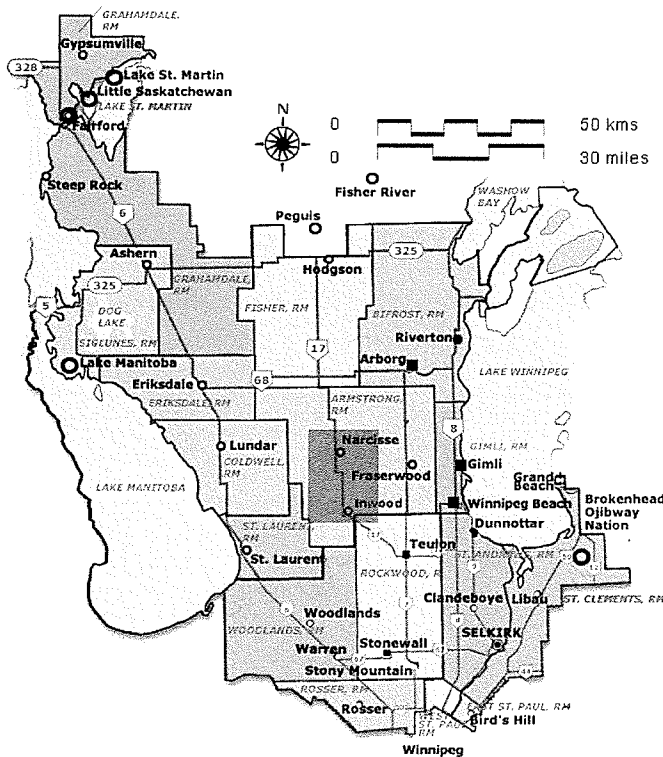 GRAHAMDALE,
RM
Gypsumville
328
Lake St. Martin
Little Saskatchewan
LAKE ST. MARTIN
Fairford
N
0
50 kms
0
30 miles
Steep Rock
Fisher River
WASHOW
BAY
Peguis
6
Ashern
325
Hodgson
325
GRAHAMDALE,
RM
5
DOG
LAKE
FISHER, RM
BIFROST, RM
SIGLUNES, RM
17
Riverton
Lake Manitoba
Arborg
LAKE WINNIPEG
68
Eriksdale
ERIKSDALE, RM
ARMSTRONG,
RM
8
Lundar
Narcisse
GIMLI, RM
COLDWELL,
RM
Fraserwood
Gimli
LAKE MANITOBA
Grand
Beach
Inwood
Winnipeg Beach
Brokenhead
Ojibway
Nation
ST. LAURENT,
RM
17
Dunnottar
Teulon
St. Laurent
ROCKWOOD, R
Clandeboye
Libau
ST. CLEMENTS, RM
Woodlands
WOODLANDS, RM
SELKIRK
Warren
Stonewall
67
Stony Mountain
44
ROSSER, RM
Rosser
EAST ST. PAUL, RM
WEST
ST. PAUL, RM
Bird's Hill
Winnipeg